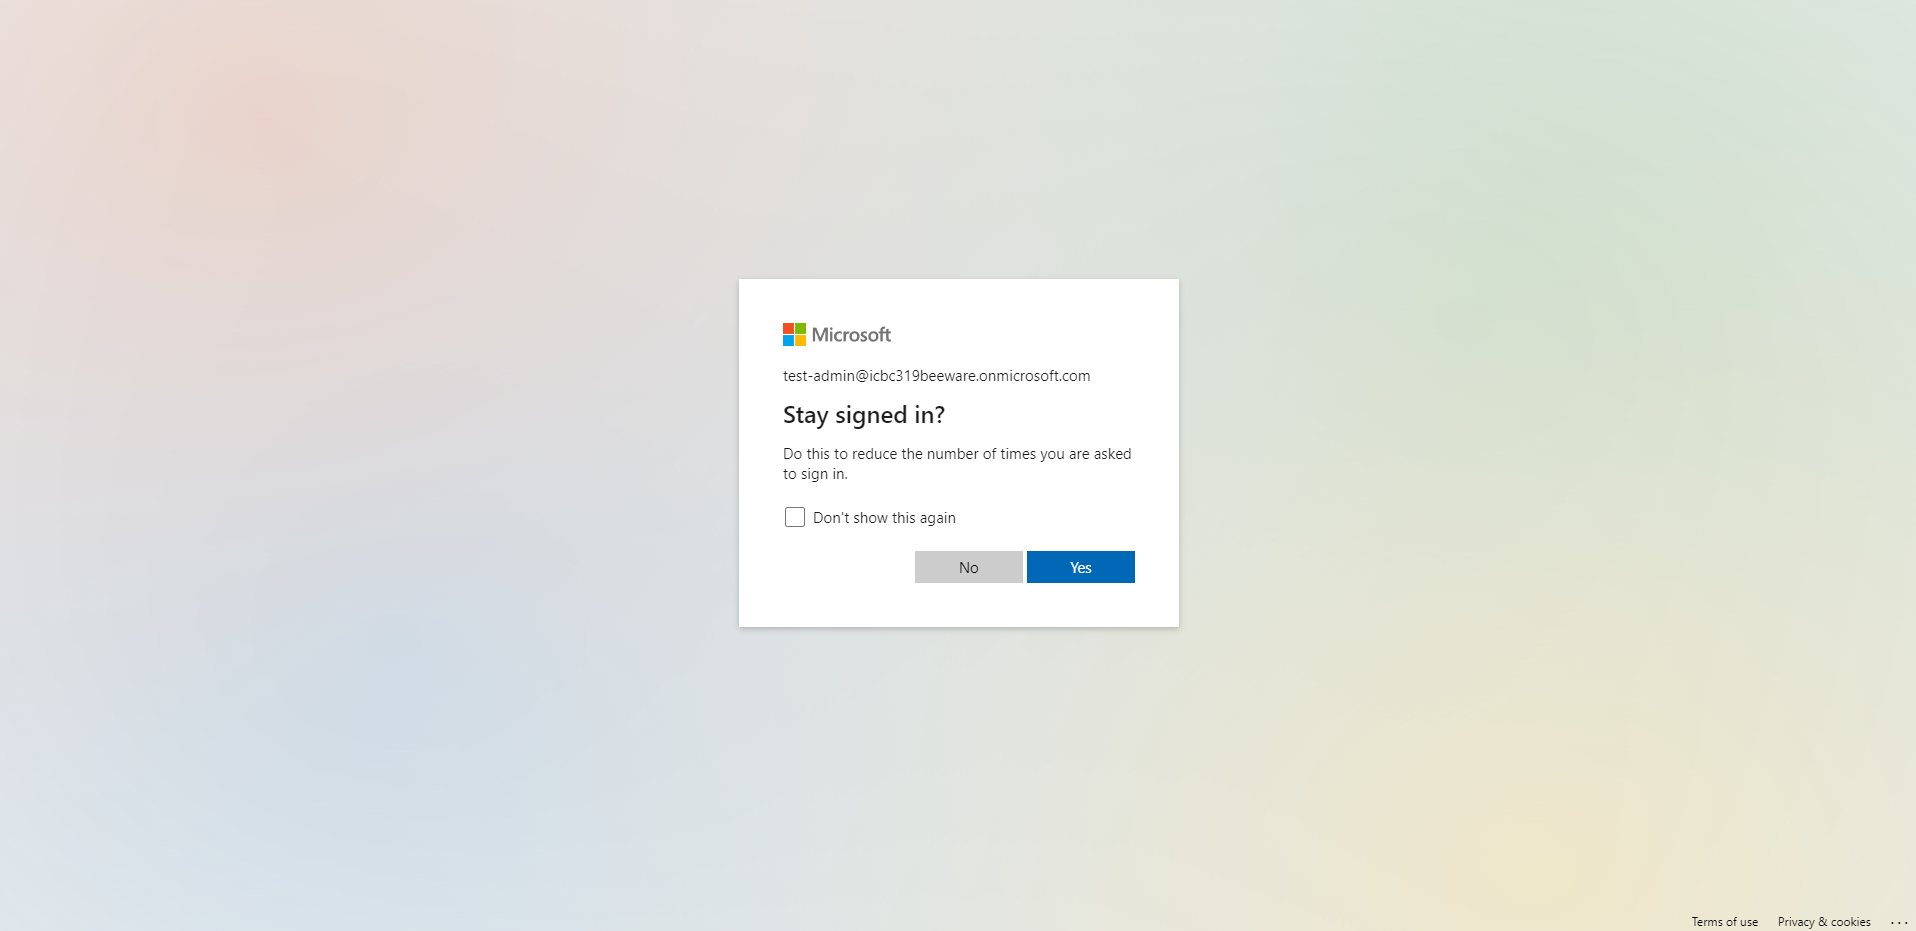 Microsoft
test-admin@icbc319beeware.onmicrosoft.com
Stay signed in?
Do this to reduce the number of times you are asked
to sign in.
Don't show this again
No Yes
Terms of use Privacy & cookies ...